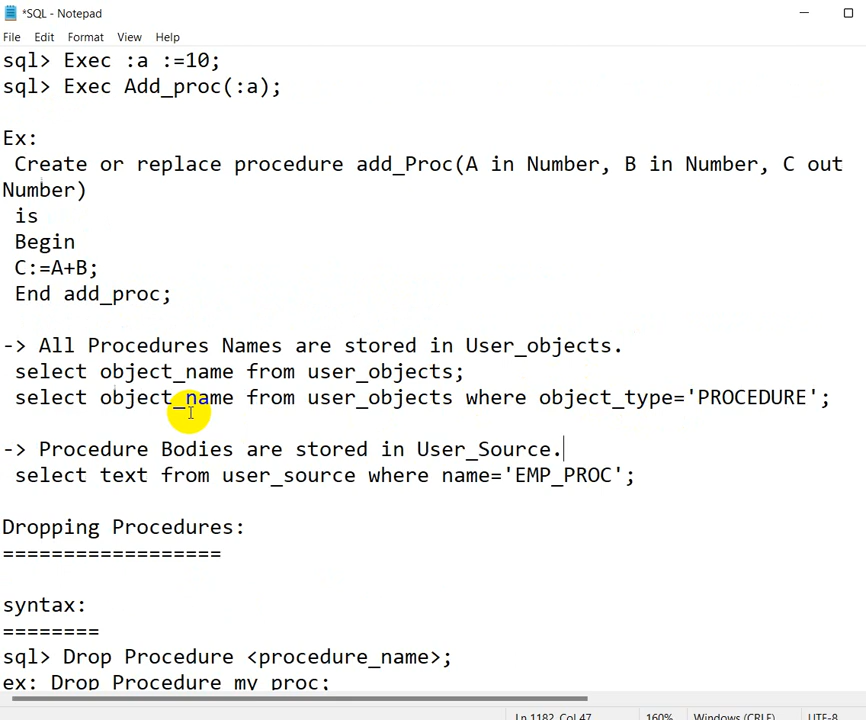 *SQL - Notepad
File Edit Format View Help
sql> Exec :a :=10;
sql> Exec Add_proc(:a);
Ex:
Create or replace procedure add_Proc(A in Number, B in Number, C out
Number)
is
Begin
C:=A+B;
End add_proc;
-> All Procedures Names are stored in User_objects.
select object_name from user_objects;
select object_name from user_objects where object_type='PROCEDURE';
-> Procedure Bodies are stored in User_Source.
select text from user_source where name='EMP_PROC';
Dropping Procedures:
==================
syntax:
========
sql> Drop Procedure <procedure_name>;
ex: Drop Procedure my_proc;
Ln 1182, Col 47 160% Windows (CRLF) UTF-8